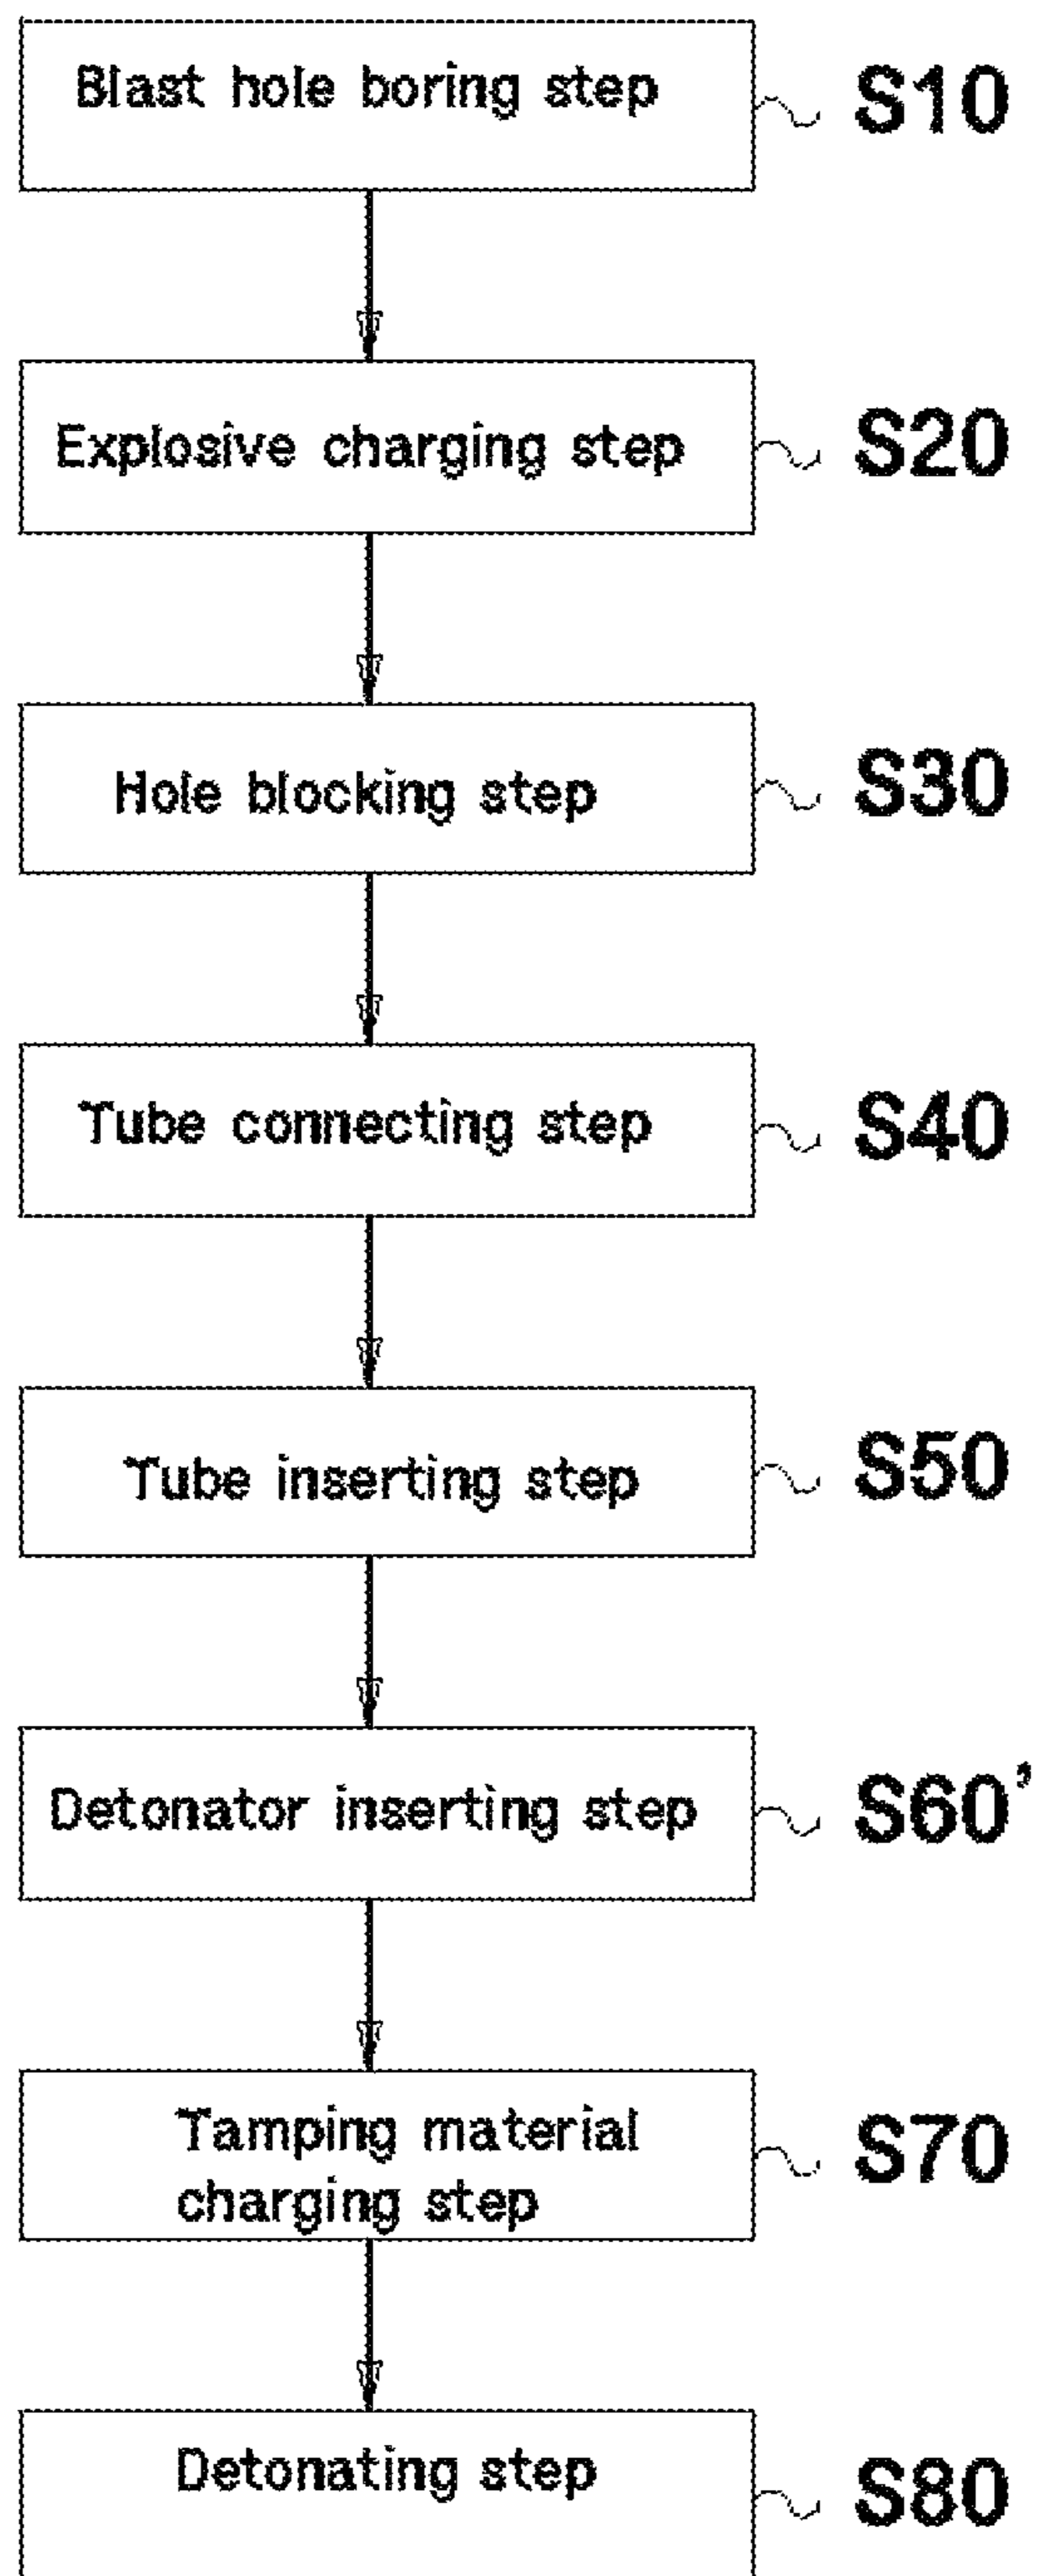 Blast hole boring step
S10
Explosive charging step
S20
Hole blocking step
S30
Tube connecting step
S40
Tube inserting step
S50
Detonator inserting step
S60'
Tamping material
charging step
S70
Detonating step
S80